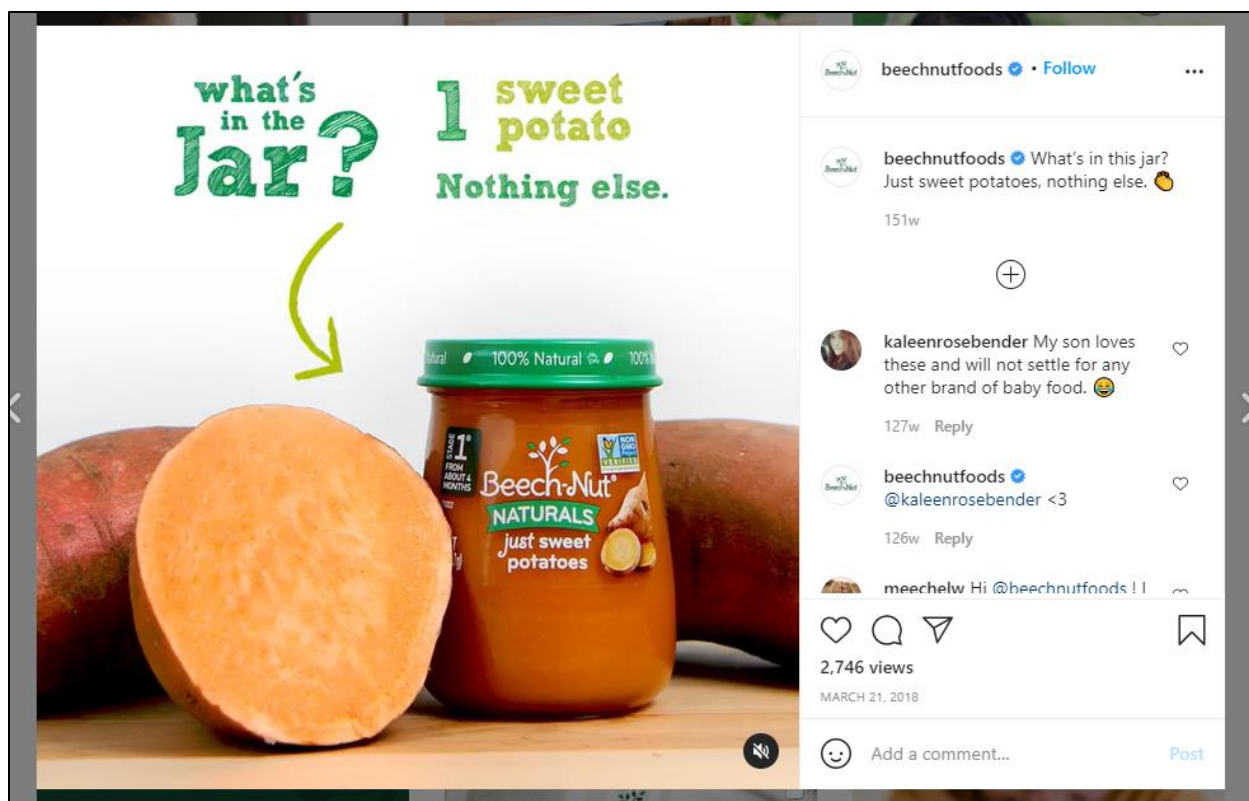 what's
in the
Jar?
1 sweet
potato
Nothing else.
100% Natural
100%
STAGE
1
FROM
ABOUT 4
MONTHS
NON
GMO
VERIFIED
Beech-Nut®
NATURALS
just sweet
potatoes
beechnutfoods • Follow
beechnutfoods What's in this jar?
Just sweet potatoes, nothing else. 👏
151w
kaleenrosebender My son loves
these and will not settle for any
other brand of baby food. 😂
127w Reply
beechnutfoods
@kaleenrosebender <3
126w Reply
meechelw Hi @beechnutfoods ! I
2,746 views
MARCH 21, 2018
Add a comment...
Post